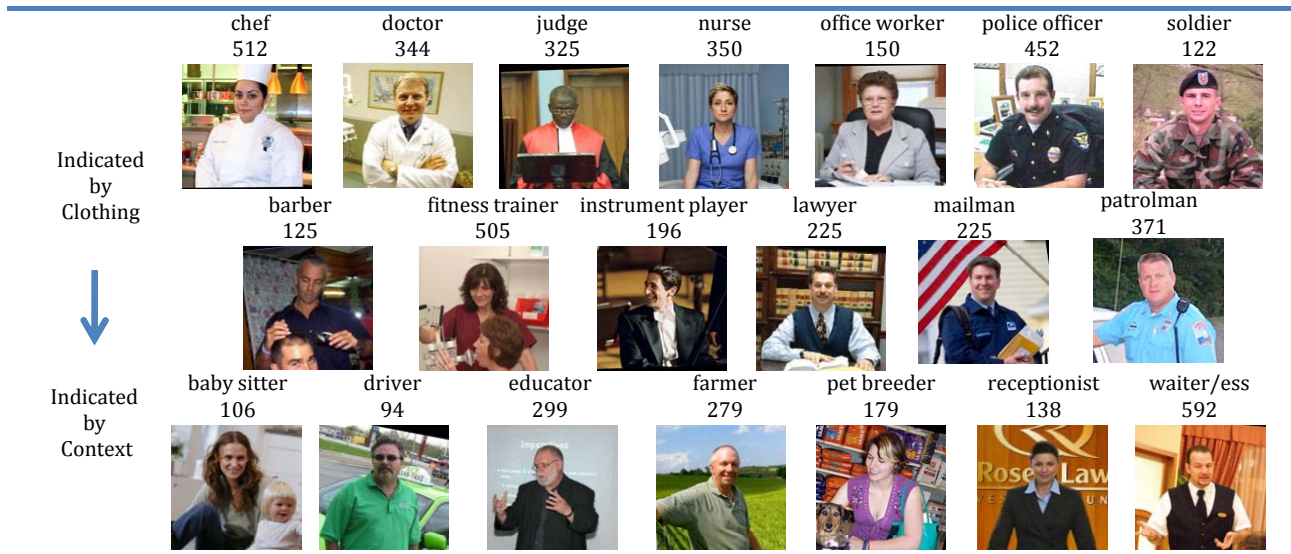 chef doctor judge nurse office worker police officer soldier
512 344 325 350 150 452 122
Indicated
by
Clothing
barber fitness trainer instrument player lawyer mailman patrolman
125 505 196 225 225 371
Indicated
by
Context
baby sitter driver educator farmer pet breeder receptionist waiter/ess
106 94 299 279 179 138 592
Rose Law